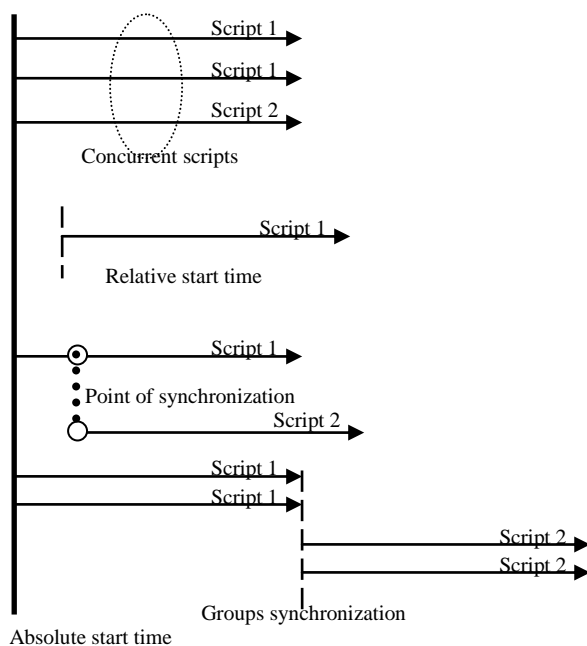 Script 1
Script 1
Script 2
Concurrent scripts
Script 1
Relative start time
Script 1
Point of synchronization
Script 2
Script 1
Script 1
Script 2
Script 2
Groups synchronization
Absolute start time